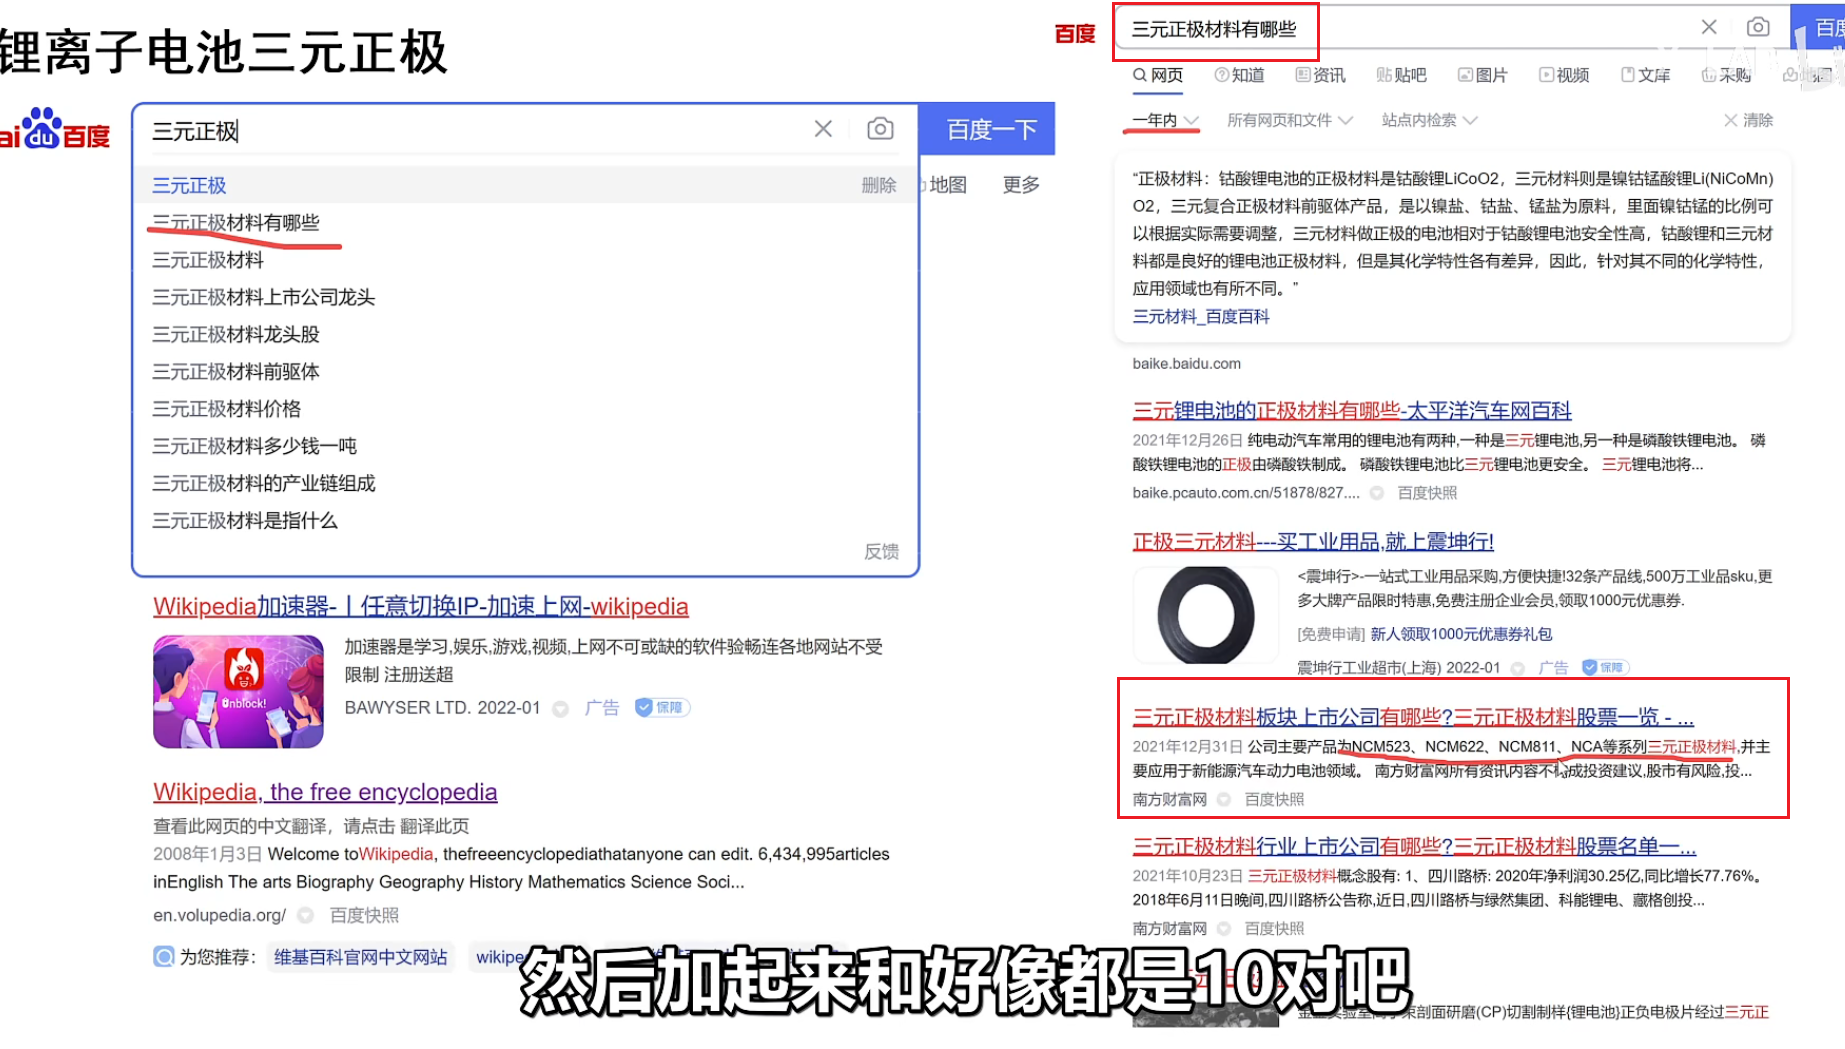 锂离子电池三元正极
百度
三元正极
百度一下
三元正极
删除
地图
更多
三元正极材料有哪些
三元正极材料
三元正极材料上市公司龙头
三元正极材料龙头股
三元正极材料前驱体
三元正极材料价格
三元正极材料多少钱一吨
三元正极材料的产业链组成
三元正极材料是指什么
反馈
Wikipedia加速器-丨任意切换IP-加速上网-wikipedia
加速器是学习,娱乐,游戏,视频,上网不可或缺的软件验畅连各地网站不受
限制 注册送超
Unblock!
BAWYSER LTD. 2022-01 广告 保障
Wikipedia, the free encyclopedia
查看此网页的中文翻译，请点击 翻译此页
2008年1月3日 Welcome toWikipedia, thefreeencyclopediathatanyone can edit. 6,434,995articles
inEnglish The arts Biography Geography History Mathematics Science Soci...
en.volupedia.org/ 百度快照
为您推荐： 维基百科官网中文网站
百度
三元正极材料有哪些
网页 知道 资讯 贴吧 图片 视频 文库 采购 地图
一年内 所有网页和文件 站点内检索 清除
“正极材料：钴酸锂电池的正极材料是钴酸锂LiCoO2，三元材料则是镍钴锰酸锂Li(NiCoMn)
O2，三元复合正极材料前驱体产品，是以镍盐、钴盐、锰盐为原料，里面镍钴锰的比例可
以根据实际需要调整，三元材料做正极的电池相对于钴酸锂电池安全性高，钴酸锂和三元材
料都是良好的锂电池正极材料，但是其化学特性各有差异，因此，针对其不同的化学特性，
应用领域也有所不同。”
三元材料_百度百科
baike.baidu.com
三元锂电池的正极材料有哪些-太平洋汽车网百科
2021年12月26日 纯电动汽车常用的锂电池有两种,一种是三元锂电池,另一种是磷酸铁锂电池。 磷
酸铁锂电池的正极由磷酸铁制成。 磷酸铁锂电池比三元锂电池更安全。 三元锂电池将...
baike.pcauto.com.cn/51878/827.... 百度快照
正极三元材料---买工业用品,就上震坤行!
<震坤行>-一站式工业用品采购,方便快捷!32条产品线,500万工业品sku,更
多大牌产品限时特惠,免费注册企业会员,领取1000元优惠券.
[免费申请] 新人领取1000元优惠券礼包
震坤行工业超市(上海) 2022-01 广告 保障
三元正极材料板块上市公司有哪些?三元正极材料股票一览 - ...
2021年12月31日 公司主要产品为NCM523、NCM622、NCM811、NCA等系列三元正极材料,并主
要应用于新能源汽车动力电池领域。 南方财富网所有资讯内容不构成投资建议,股市有风险,投...
南方财富网 百度快照
三元正极材料行业上市公司有哪些?三元正极材料股票名单一...
2021年10月23日 三元正极材料概念股有: 1、四川路桥: 2020年净利润30.25亿,同比增长77.76%。
2018年6月11日晚间,四川路桥公告称,近日,四川路桥与绿然集团、科能锂电、藏格创投...
南方财富网 百度快照
束剖面研磨(CP)切割制样{锂电池}正负电极片经过三元正
然后加起来和好像都是10对吧